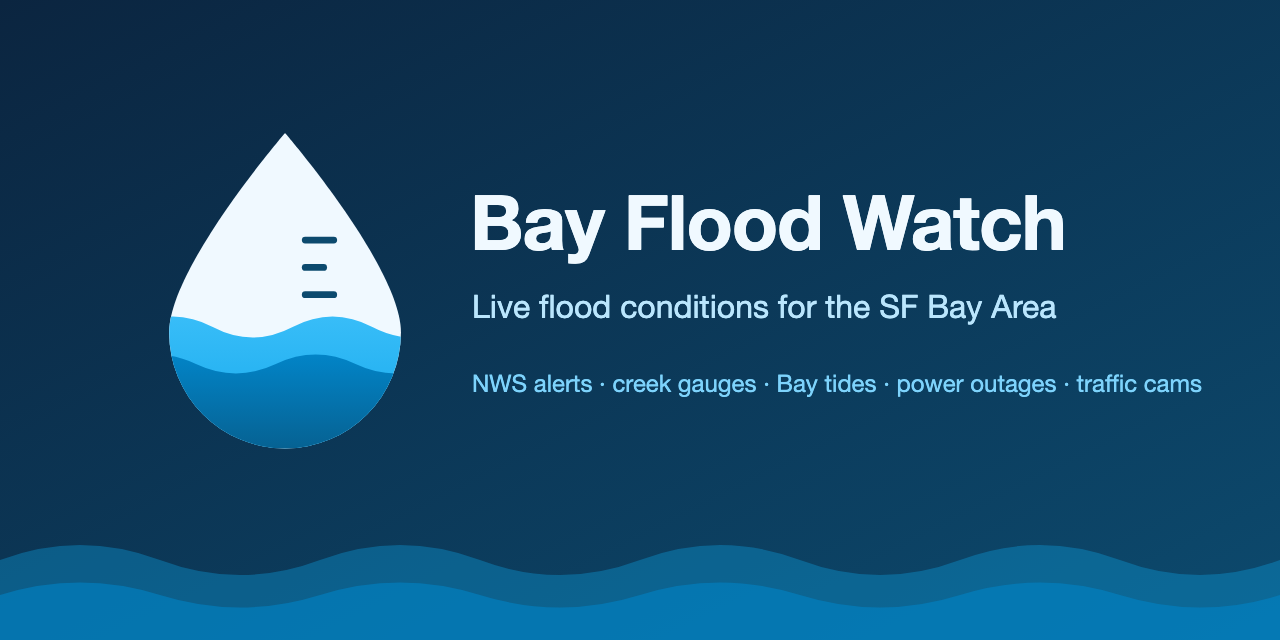 Bay Flood Watch
Live flood conditions for the SF Bay Area
NWS alerts · creek gauges · Bay tides · power outages · traffic cams